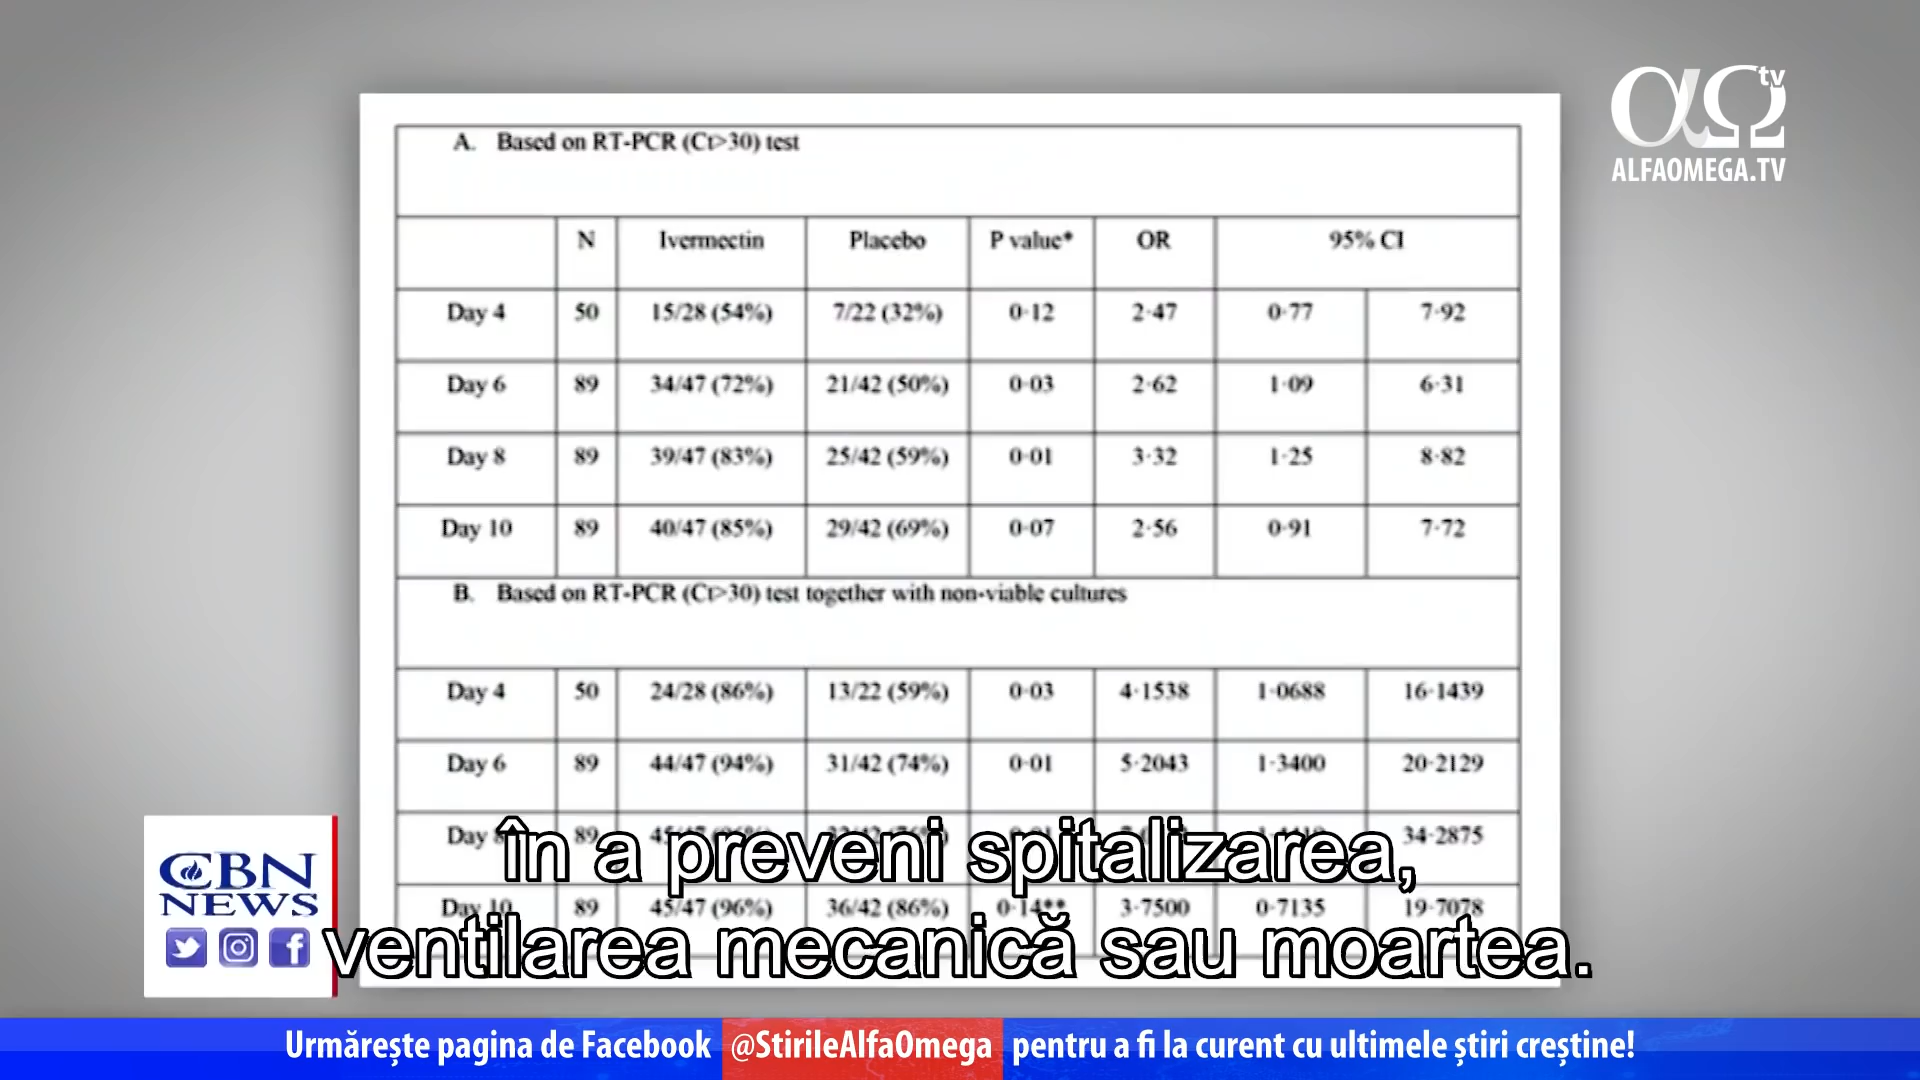 tv
αΩ
ALFAOMEGA.TV
A. Based on RT-PCR (Ct>30) test
N Ivermectin Placebo P value* OR 95% CI
Day 4 50 15/28 (54%) 7/22 (32%) 0·12 2·47 0·77 7·92
Day 6 89 34/47 (72%) 21/42 (50%) 0·03 2·62 1·09 6·31
Day 8 89 39/47 (83%) 25/42 (59%) 0·01 3·32 1·25 8·82
Day 10 89 40/47 (85%) 29/42 (69%) 0·07 2·56 0·91 7·72
B. Based on RT-PCR (Ct>30) test together with non-viable cultures
Day 4 50 24/28 (86%) 13/22 (59%) 0·03 4·1538 1·0688 16·1439
Day 6 89 44/47 (94%) 31/42 (74%) 0·01 5·2043 1·3400 20·2129
Day 89 34·2875
Day 10 89 45/47 (96%) 36/42 (86%) 0·14** 3·7500 0·7135 19·7078
în a preveni spitalizarea,
ventilarea mecanică sau moartea.
CBN
NEWS
Urmărește pagina de Facebook @StirileAlfaOmega pentru a fi la curent cu ultimele știri creștine!